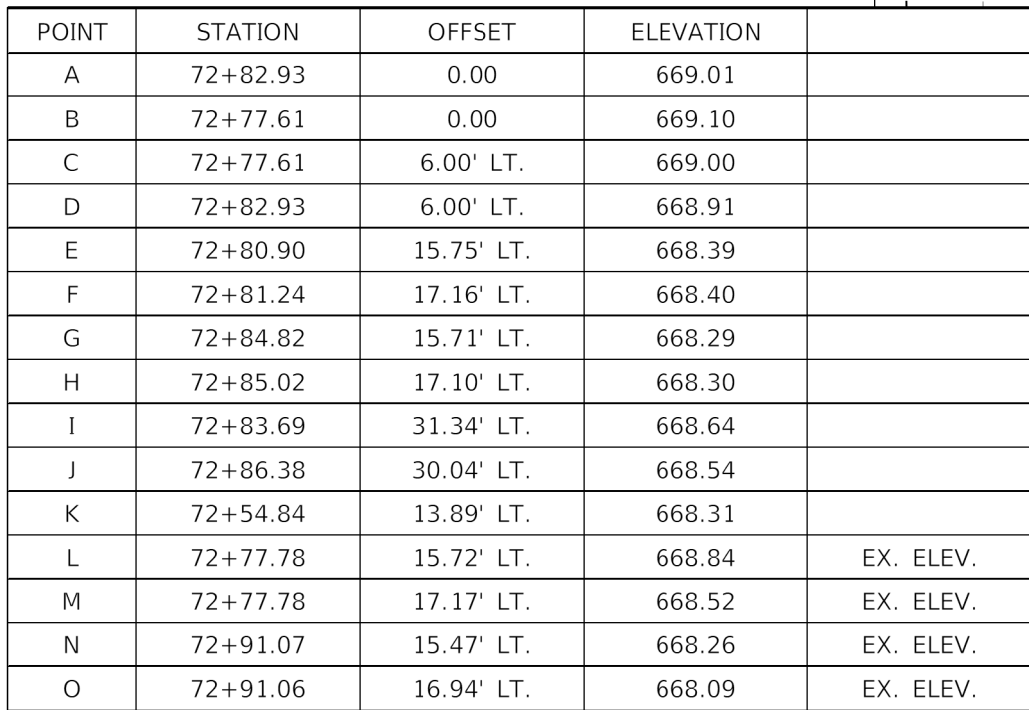 POINT STATION OFFSET ELEVATION
A 72+82.93 0.00 669.01
B 72+77.61 0.00 669.10
C 72+77.61 6.00' LT. 669.00
D 72+82.93 6.00' LT. 668.91
E 72+80.90 15.75' LT. 668.39
F 72+81.24 17.16' LT. 668.40
G 72+84.82 15.71' LT. 668.29
H 72+85.02 17.10' LT. 668.30
I 72+83.69 31.34' LT. 668.64
J 72+86.38 30.04' LT. 668.54
K 72+54.84 13.89' LT. 668.31
L 72+77.78 15.72' LT. 668.84 EX. ELEV.
M 72+77.78 17.17' LT. 668.52 EX. ELEV.
N 72+91.07 15.47' LT. 668.26 EX. ELEV.
O 72+91.06 16.94' LT. 668.09 EX. ELEV.